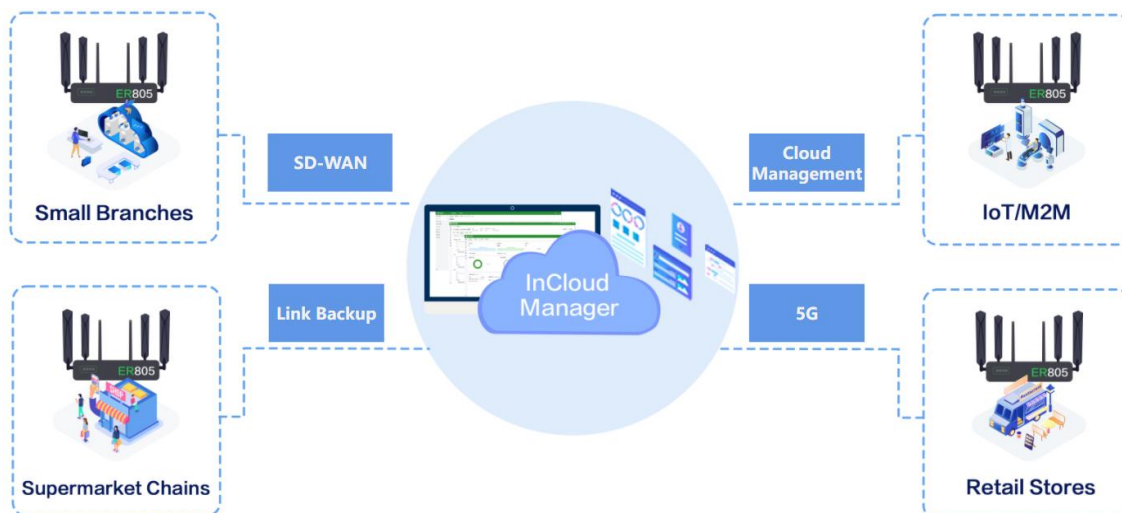 ER805
ER805
SD-WAN
Cloud
Management
Small Branches
IoT/M2M
InCloud
Manager
Link Backup
5G
ER805
SHOP
ER805
Supermarket Chains
Retail Stores